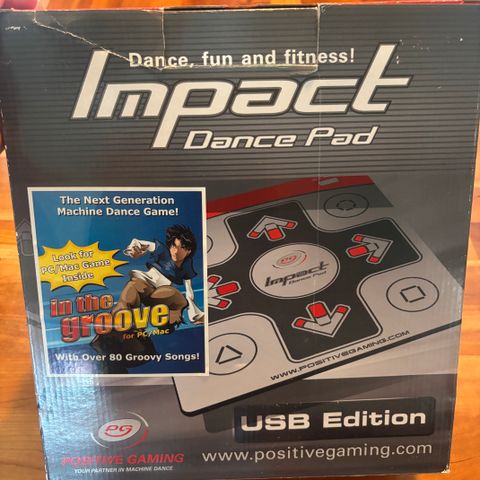 Dance, fun and fitness!
Impact
Dance Pad
The Next Generation
Machine Dance Game!
Look for
PC/Mac Game
Inside
in the
groove
for PC/Mac
With Over 80 Groovy Songs!
PG
Impact
Dance Pad
WWW.POSITIVEGAMING.COM
USB Edition
PG
POSITIVE GAMING
YOUR PARTNER IN MACHINE DANCE
www.positivegaming.com